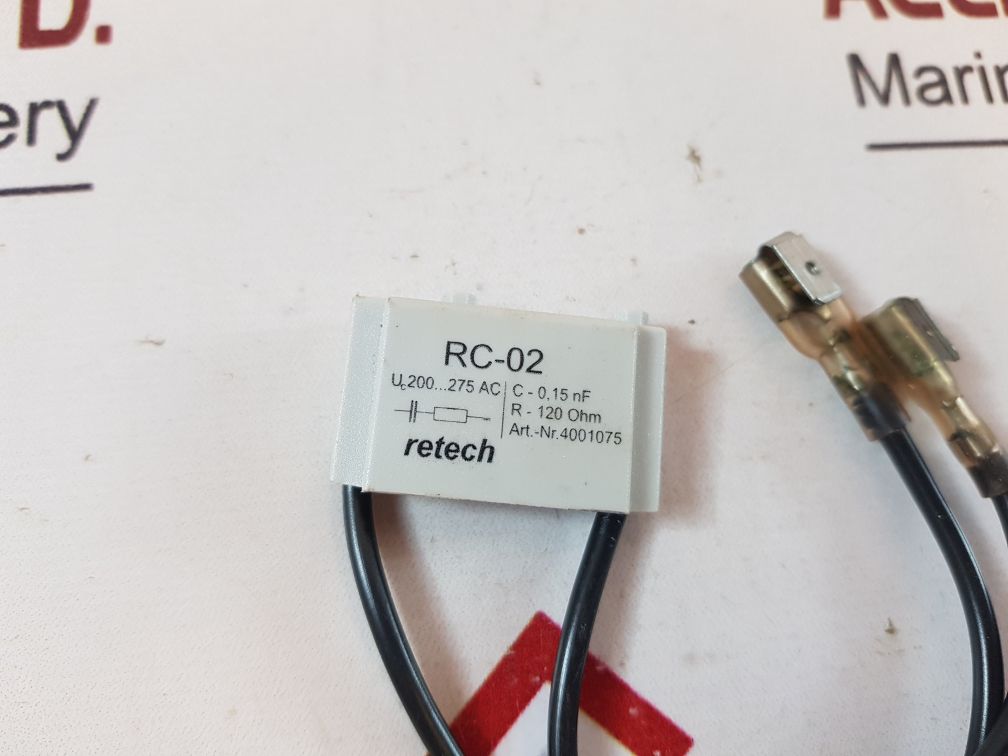 D.
ery
Marin
RC-02
Uc200...275 AC
C - 0,15 nF
R - 120 Ohm
Art.-Nr.4001075
retech